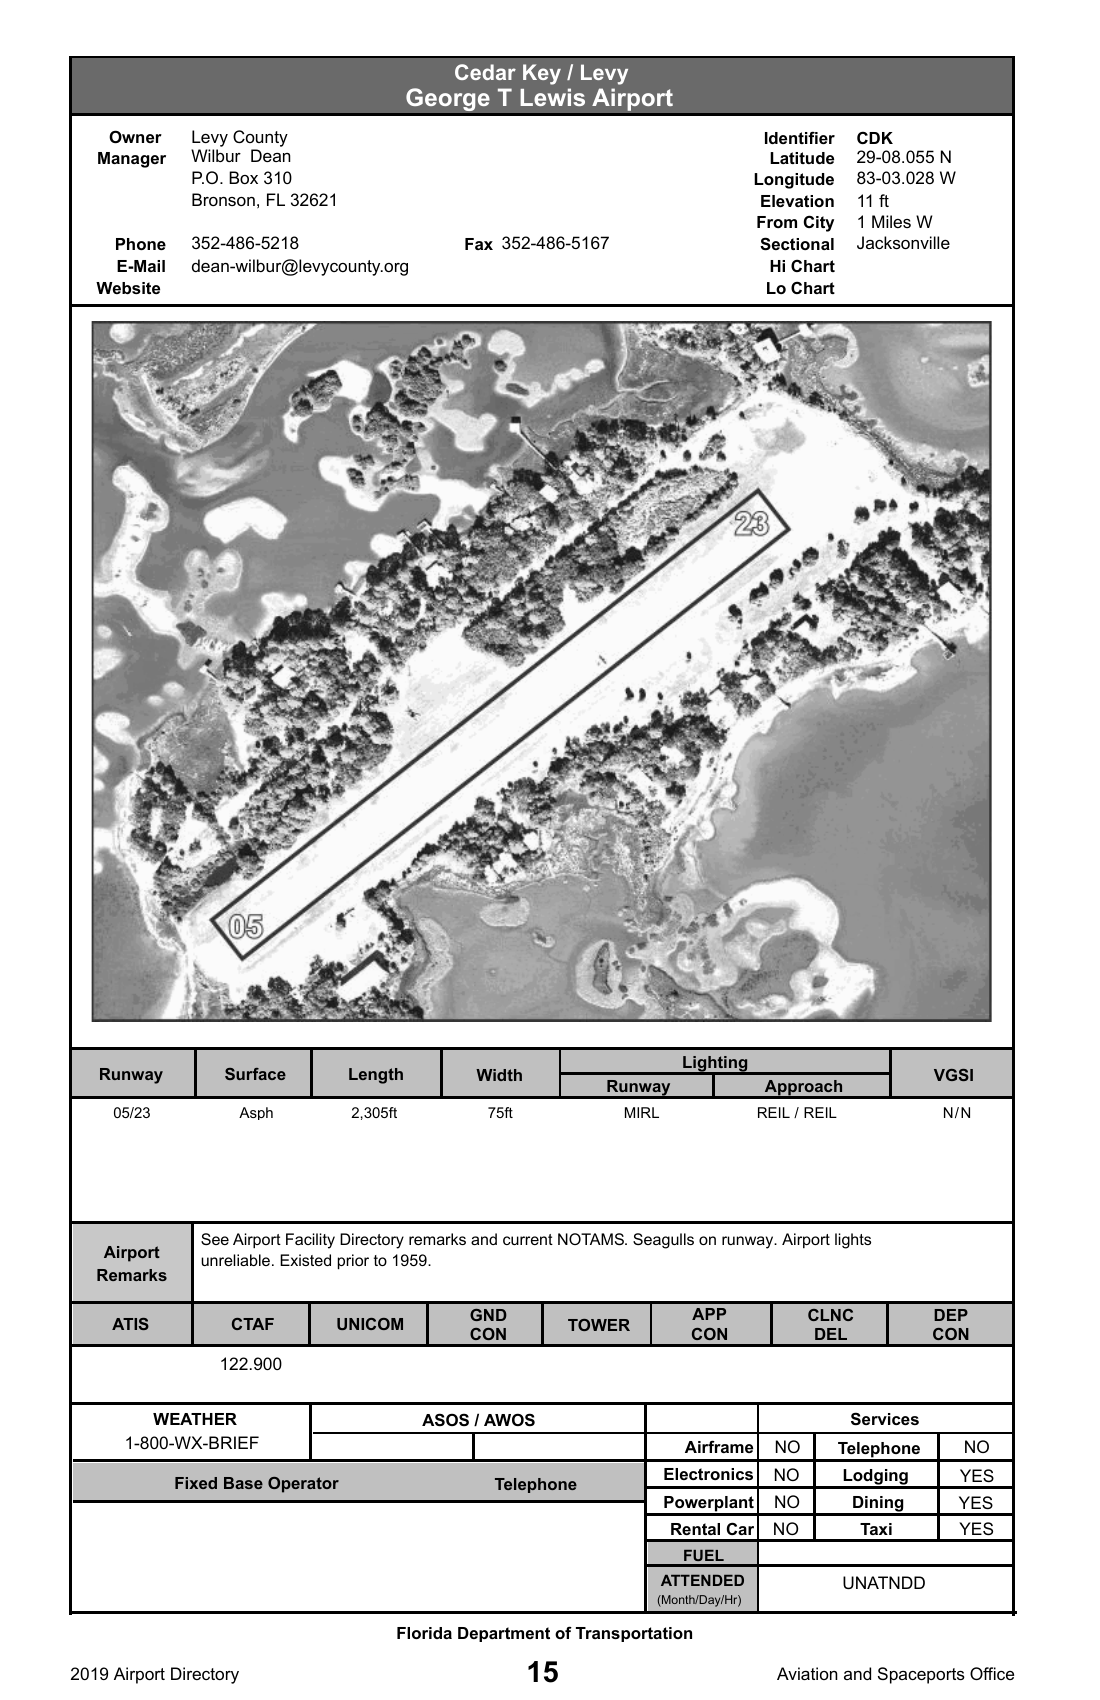 Cedar Key / Levy
George T Lewis Airport
Owner Levy County
Manager Wilbur Dean
P.O. Box 310
Bronson, FL 32621
Phone 352-486-5218 Fax 352-486-5167
E-Mail dean-wilbur@levycounty.org
Website
Identifier CDK
Latitude 29-08.055 N
Longitude 83-03.028 W
Elevation 11 ft
From City 1 Miles W
Sectional Jacksonville
Hi Chart
Lo Chart
23
05
Runway Surface Length Width Lighting VGSI
Runway Approach
05/23 Asph 2,305ft 75ft MIRL REIL / REIL N/N
Airport Remarks
See Airport Facility Directory remarks and current NOTAMS. Seagulls on runway. Airport lights
unreliable. Existed prior to 1959.
ATIS CTAF UNICOM GND CON TOWER APP CON CLNC DEL DEP CON
122.900
WEATHER ASOS / AWOS Services
1-800-WX-BRIEF
Airframe NO Telephone NO
Fixed Base Operator Telephone
Electronics NO Lodging YES
Powerplant NO Dining YES
Rental Car NO Taxi YES
FUEL
ATTENDED UNATNDD
(Month/Day/Hr)
Florida Department of Transportation
2019 Airport Directory 15 Aviation and Spaceports Office